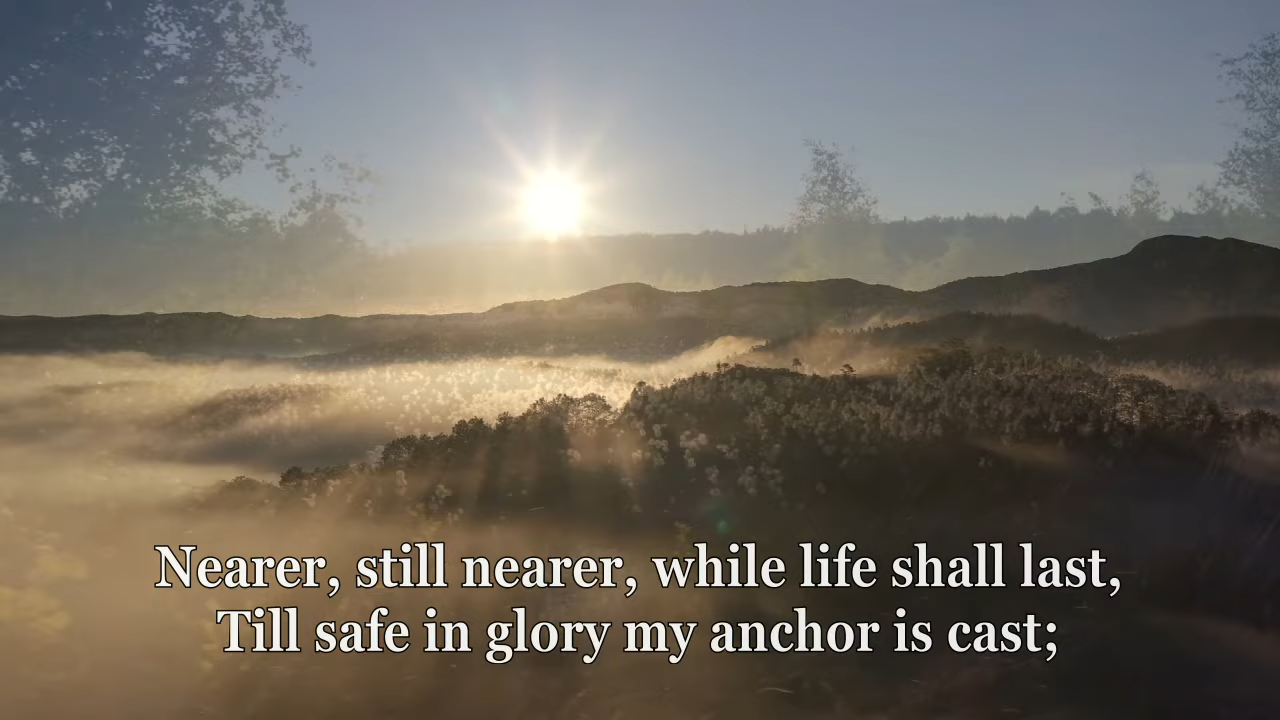 Nearer, still nearer, while life shall last,
Till safe in glory my anchor is cast;